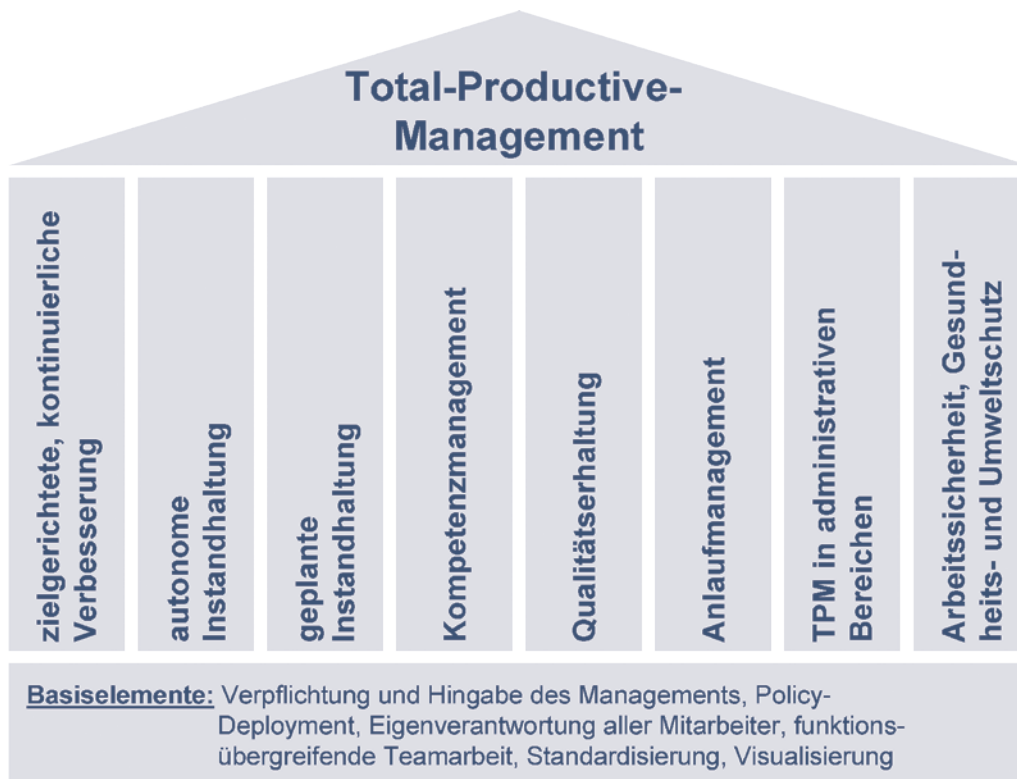 Total-Productive-
Management
zielgerichtete, kontinuierliche
Verbesserung
autonome
Instandhaltung
geplante
Instandhaltung
Kompetenzmanagement
Qualitätserhaltung
Anlaufmanagement
TPM in administrativen
Bereichen
Arbeitssicherheit, Gesund-
heits- und Umweltschutz
Basiselemente: Verpflichtung und Hingabe des Managements, Policy-
Deployment, Eigenverantwortung aller Mitarbeiter, funktions-
übergreifende Teamarbeit, Standardisierung, Visualisierung